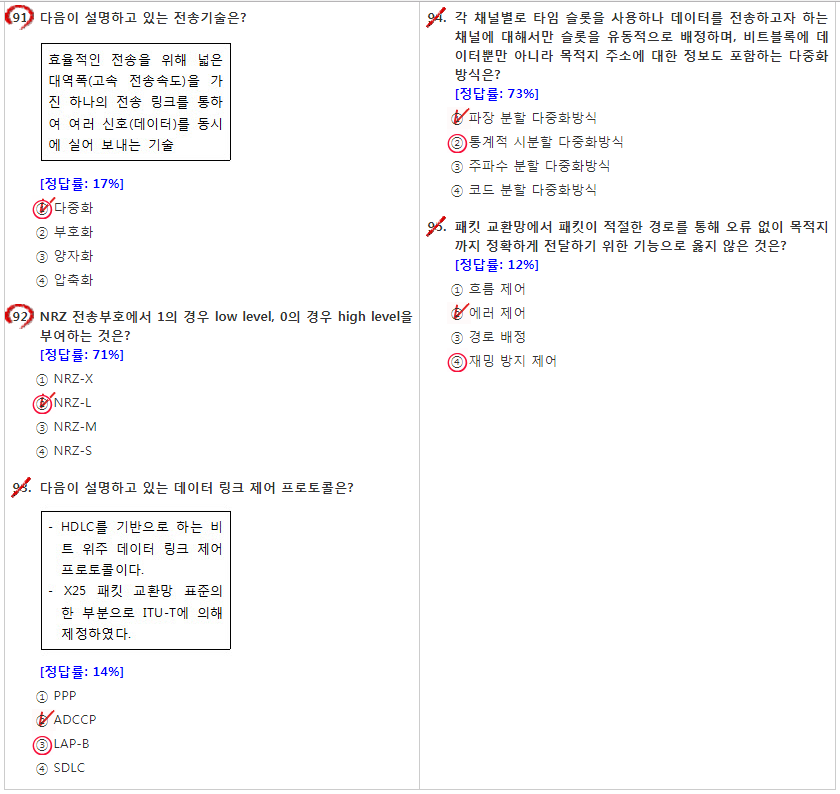 91. 다음이 설명하고 있는 전송기술은?
효율적인 전송을 위해 넓은
대역폭(고속 전송속도)을 가
진 하나의 전송 링크를 통하
여 여러 신호(데이터)를 동시
에 실어 보내는 기술
[정답률: 17%]
① 다중화
② 부호화
③ 양자화
④ 압축화
92. NRZ 전송부호에서 1의 경우 low level, 0의 경우 high level을
부여하는 것은?
[정답률: 71%]
① NRZ-X
② NRZ-L
③ NRZ-M
④ NRZ-S
93. 다음이 설명하고 있는 데이터 링크 제어 프로토콜은?
- HDLC를 기반으로 하는 비
트 위주 데이터 링크 제어
프로토콜이다.
- X25 패킷 교환망 표준의
한 부분으로 ITU-T에 의해
제정하였다.
[정답률: 14%]
① PPP
② ADCCP
③ LAP-B
④ SDLC
94. 각 채널별로 타임 슬롯을 사용하나 데이터를 전송하고자 하는
채널에 대해서만 슬롯을 유동적으로 배정하며, 비트블록에 데
이터뿐만 아니라 목적지 주소에 대한 정보도 포함하는 다중화
방식은?
[정답률: 73%]
① 파장 분할 다중화방식
② 통계적 시분할 다중화방식
③ 주파수 분할 다중화방식
④ 코드 분할 다중화방식
95. 패킷 교환망에서 패킷이 적절한 경로를 통해 오류 없이 목적지
까지 정확하게 전달하기 위한 기능으로 옳지 않은 것은?
[정답률: 12%]
① 흐름 제어
② 에러 제어
③ 경로 배정
④ 재밍 방지 제어